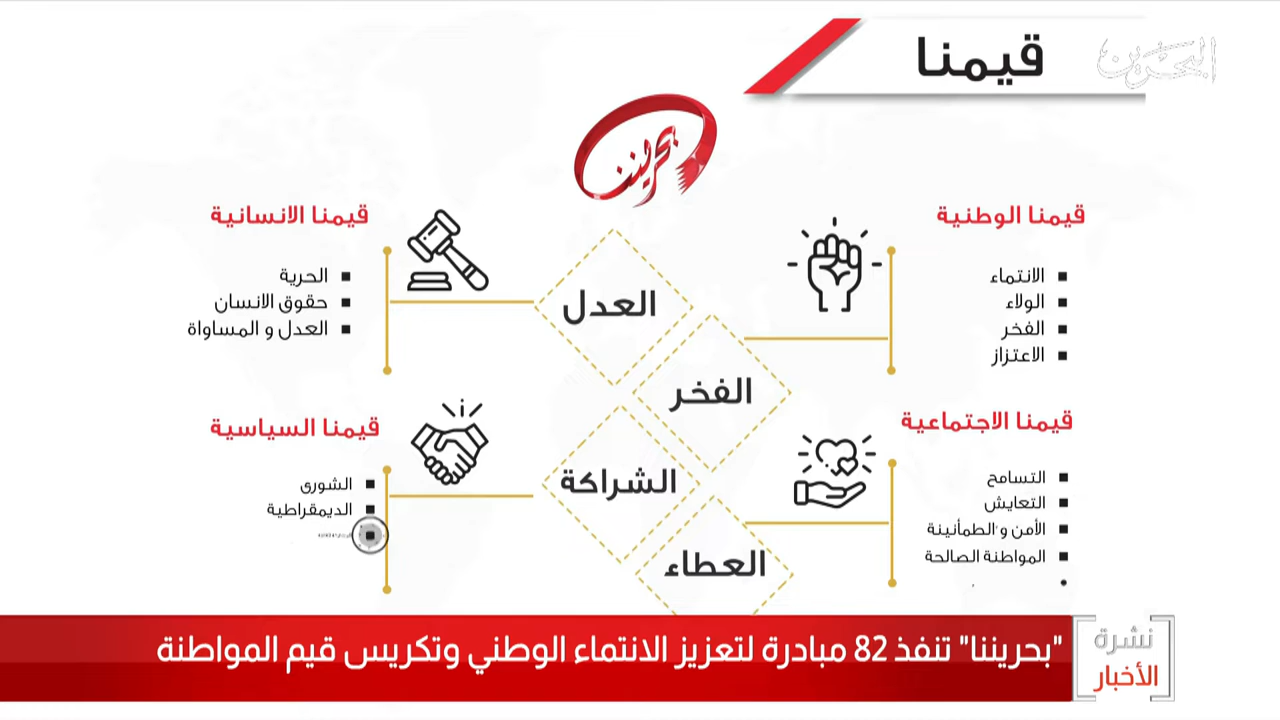 قيمنا
البحرين
بحريننا
قيمنا الوطنية
الانتماء
الولاء
الفخر
الاعتزاز
قيمنا الانسانية
الحرية
حقوق الانسان
العدل و المساواة
العدل
الفخر
الشراكة
العطاء
قيمنا الاجتماعية
التسامح
التعايش
الأمن و الطمأنينة
المواطنة الصالحة
قيمنا السياسية
الشورى
الديمقراطية
"بحريننا" تنفذ 82 مبادرة لتعزيز الانتماء الوطني وتكريس قيم المواطنة
نشرة
الأخبار